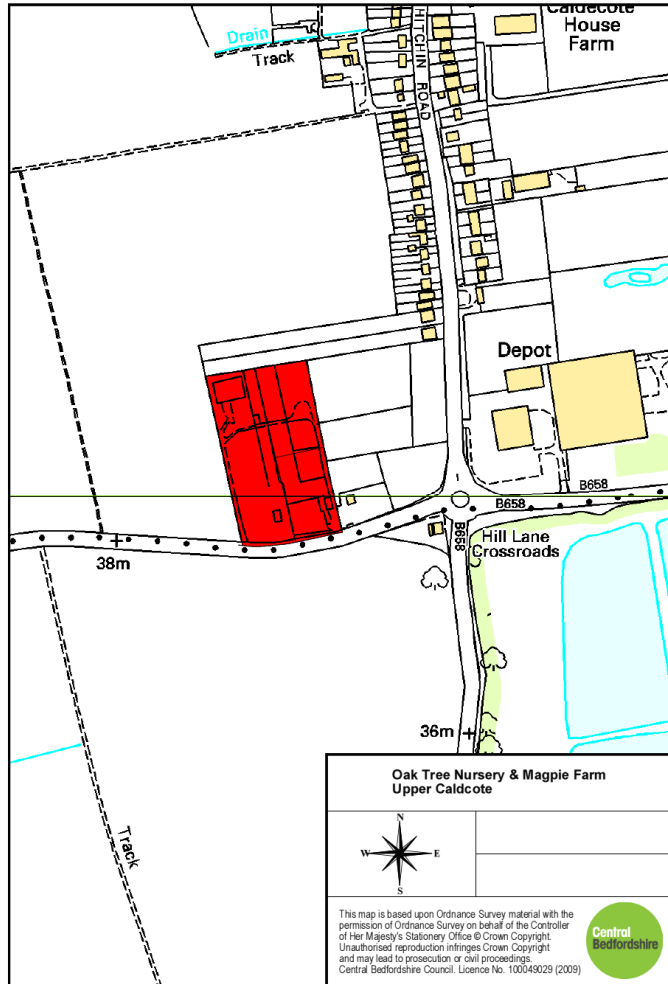 Caldecote
House
Farm
Drain
Track
HITCHIN ROAD
Depot
B658
B658
B658
Hill Lane
Crossroads
38m
36m
Track
Oak Tree Nursery & Magpie Farm
Upper Caldcote
N
W E
S
This map is based upon Ordnance Survey material with the
permission of Ordnance Survey on behalf of the Controller
of Her Majesty's Stationery Office © Crown Copyright.
Unauthorised reproduction infringes Crown Copyright
and may lead to prosecution or civil proceedings.
Central Bedfordshire Council. Licence No. 100049029 (2009)
Central
Bedfordshire